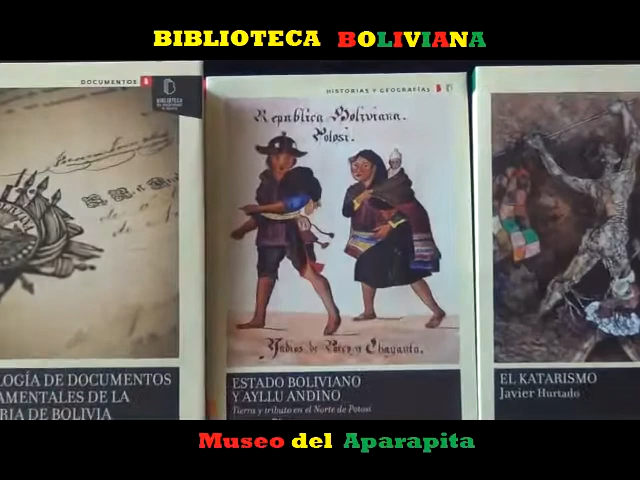 BIBLIOTECA BOLIVIANA
DOCUMENTOS
BIBLIOTECA
HISTORIAS Y GEOGRAFÍAS
Republica Boliviana.
Potosi.
Yndios de Porco y Chayanta.
LOGÍA DE DOCUMENTOS
AMENTALES DE LA
RIA DE BOLIVIA
ESTADO BOLIVIANO
Y AYLLU ANDINO
Tierra y tributo en el Norte de Potosí
EL KATARISMO
Javier Hurtado
Museo del Aparapita